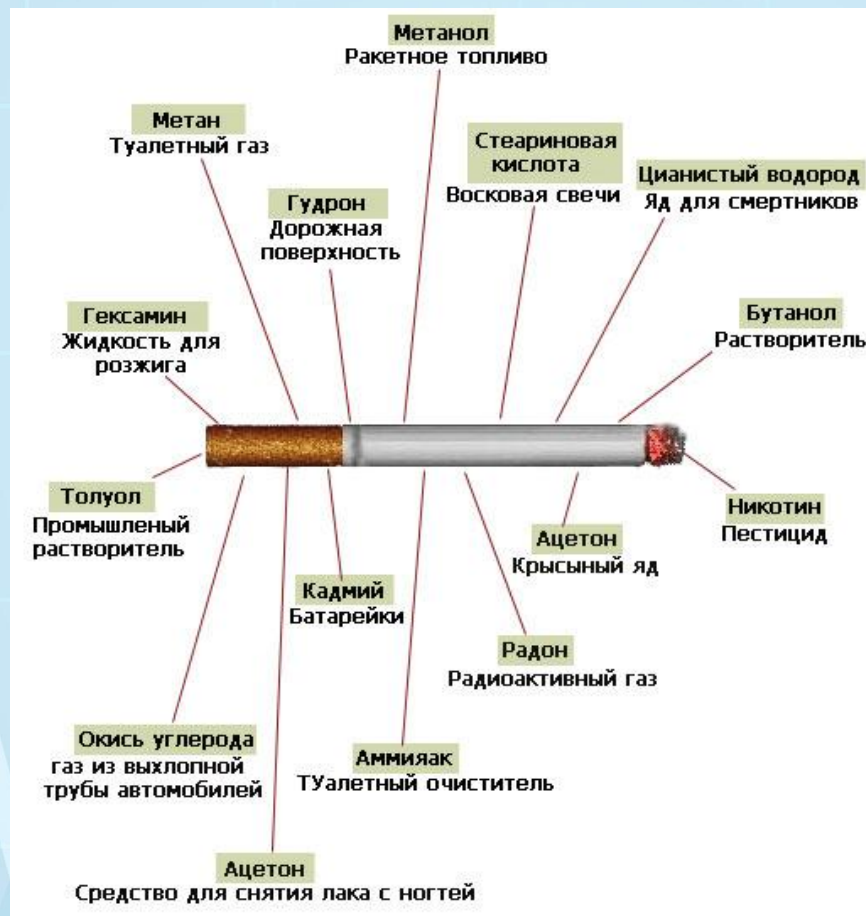 Метанол
Ракетное топливо
Метан
Туалетный газ
Стеариновая
кислота
Восковая свечи
Цианистый водород
Яд для смертников
Гудрон
Дорожная
поверхность
Гексамин
Жидкость для
розжига
Бутанол
Растворитель
Толуол
Промышленый
растворитель
Никотин
Пестицид
Ацетон
Крысыный яд
Кадмий
Батарейки
Радон
Радиоактивный газ
Окись углерода
газ из выхлопной
трубы автомобилей
Аммияак
ТУалетный очиститель
Ацетон
Средство для снятия лака с ногтей